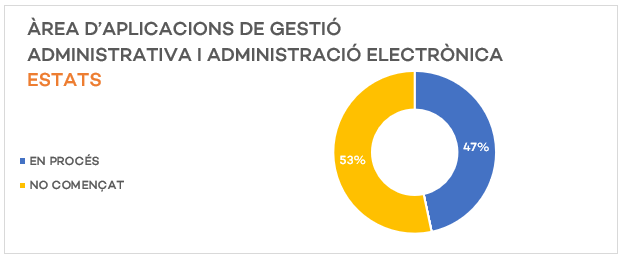 ÀREA D'APLICACIONS DE GESTIÓ
ADMINISTRATIVA I ADMINISTRACIÓ ELECTRÒNICA
ESTATS
47%
53%
EN PROCÉS
NO COMENÇAT